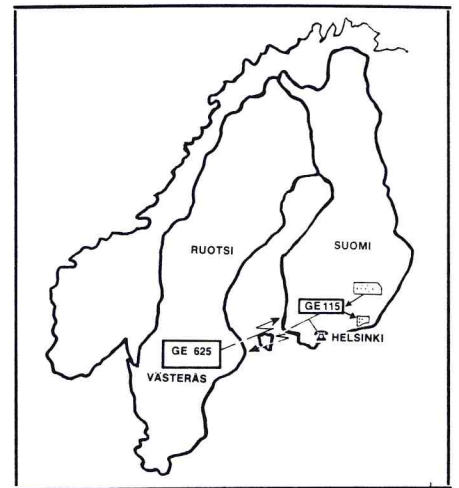 RUOTSI
SUOMI
GE 115
HELSINKI
GE 625
VÄSTERÅS